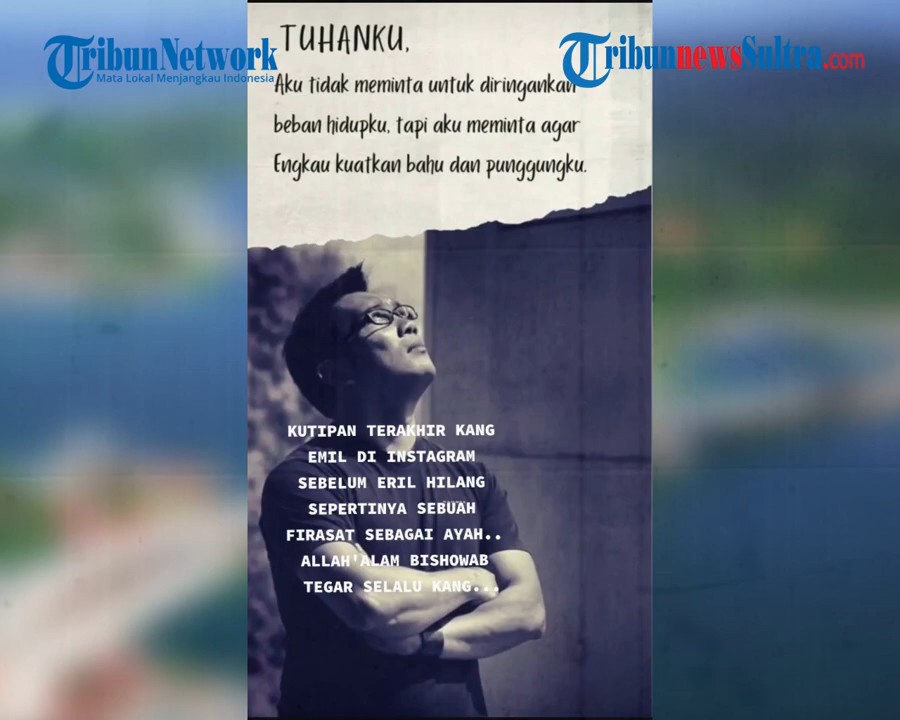 TribunNetwork
Mata Lokal Menjangkau Indonesia
TribunnewsSultra.com
TUHANKU,
Aku tidak meminta untuk diringankan
beban hidupku, tapi aku meminta agar
Engkau kuatkan bahu dan punggungku.
KUTIPAN TERAKHIR KANG
EMIL DI INSTAGRAM
SEBELUM ERIL HILANG
SEPERTINYA SEBUAH
FIRASAT SEBAGAI AYAH..
ALLAH'ALAM BISHOWAB
TEGAR SELALU KANG...